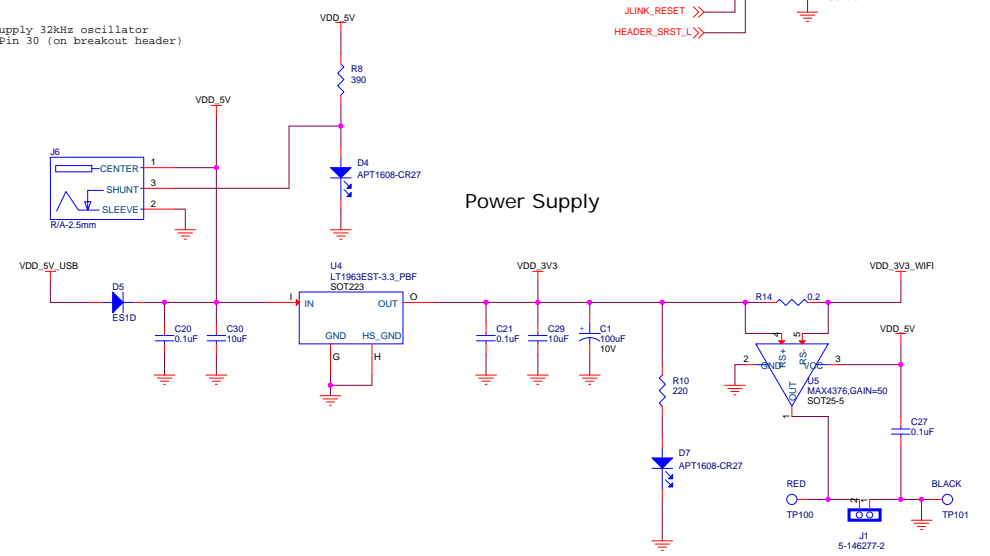 JLINK_RESET
HEADER_SRST_L
upply 32kHz oscillator
Pin 30 (on breakout header)
VDD_5V
R8
390
VDD_5V
J6
CENTER
1
SHUNT
3
SLEEVE
2
R/A-2.5mm
D4
APT1608-CR27
Power Supply
VDD_5V_USB
D5
ES1D
C20
0.1uF
C30
10uF
U4
LT1963EST-3.3_PBF
SOT223
I
IN
OUT
O
GND
HS_GND
G
H
VDD_3V3
C21
0.1uF
C29
10uF
+
C1
100uF
10V
R10
220
D7
APT1608-CR27
VDD_3V3_WIFI
R14
0.2
VDD_5V
4
5
RS+
RS-
2
GND
VCC
3
OUT
1
U5
MAX4376,GAIN=50
SOT25-5
C27
0.1uF
RED
TP100
2
1
J1
5-146277-2
BLACK
TP101